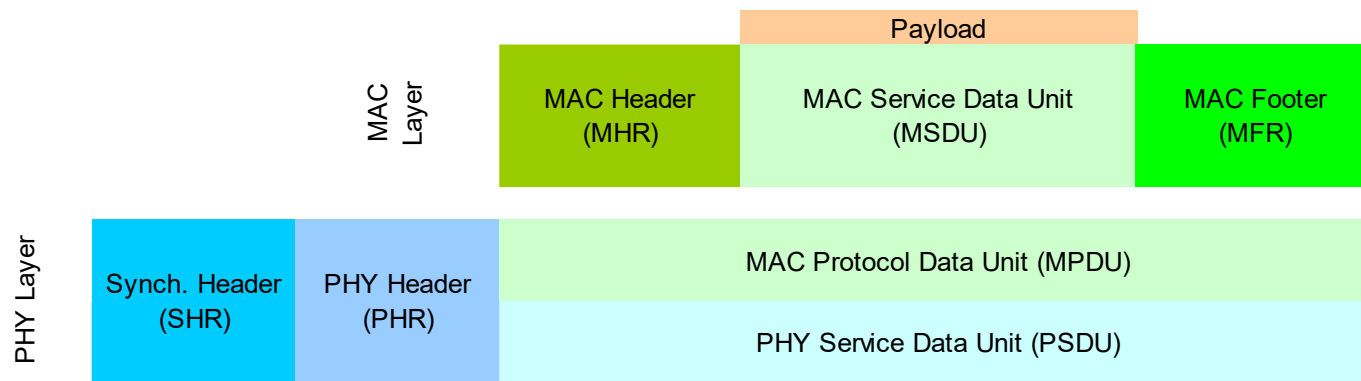 Payload
MAC
Layer
MAC Header
(MHR)
MAC Service Data Unit
(MSDU)
MAC Footer
(MFR)
PHY Layer
Synch. Header
(SHR)
PHY Header
(PHR)
MAC Protocol Data Unit (MPDU)
PHY Service Data Unit (PSDU)